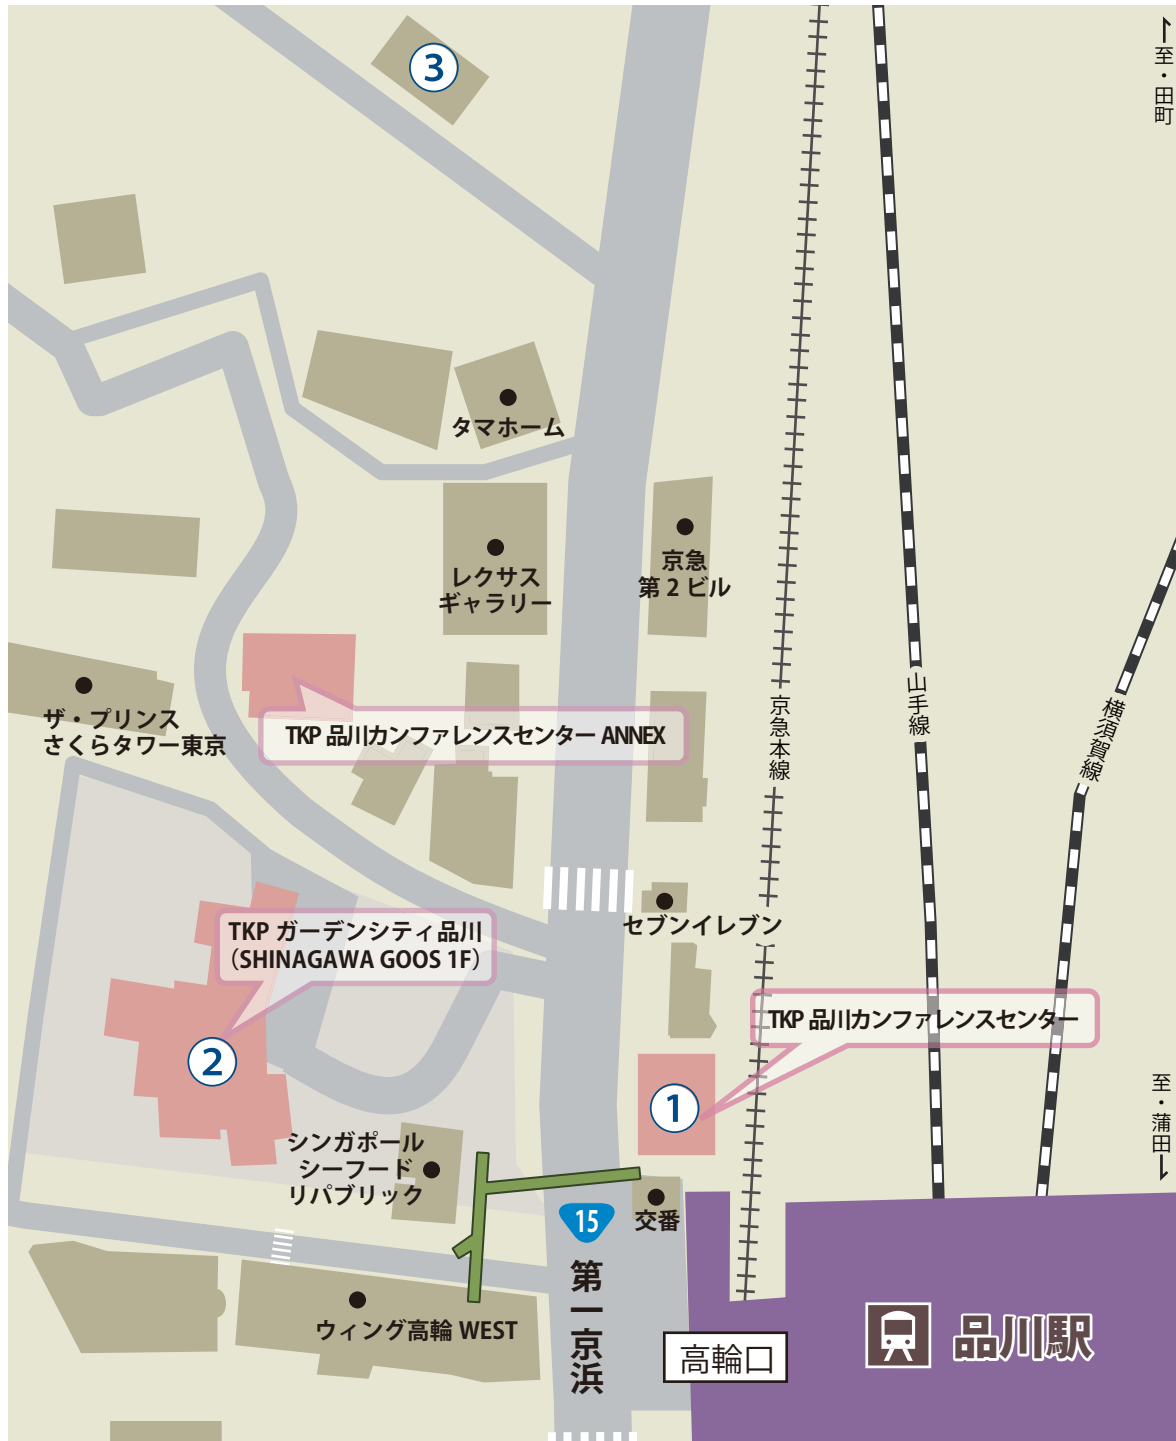 3
至・田町
タマホーム
京急
第2ビル
レクサス
ギャラリー
ザ・プリンス
さくらタワー東京
TKP 品川カンファレンスセンター ANNEX
京急本線
山手線
横須賀線
セブンイレブン
TKP ガーデンシティ品川
（SHINAGAWA GOOS 1F）
2
TKP 品川カンファレンスセンター
1
至・蒲田
シンガポール
シーフード
リパブリック
15
交番
第一京浜
ウィング高輪 WEST
高輪口
品川駅